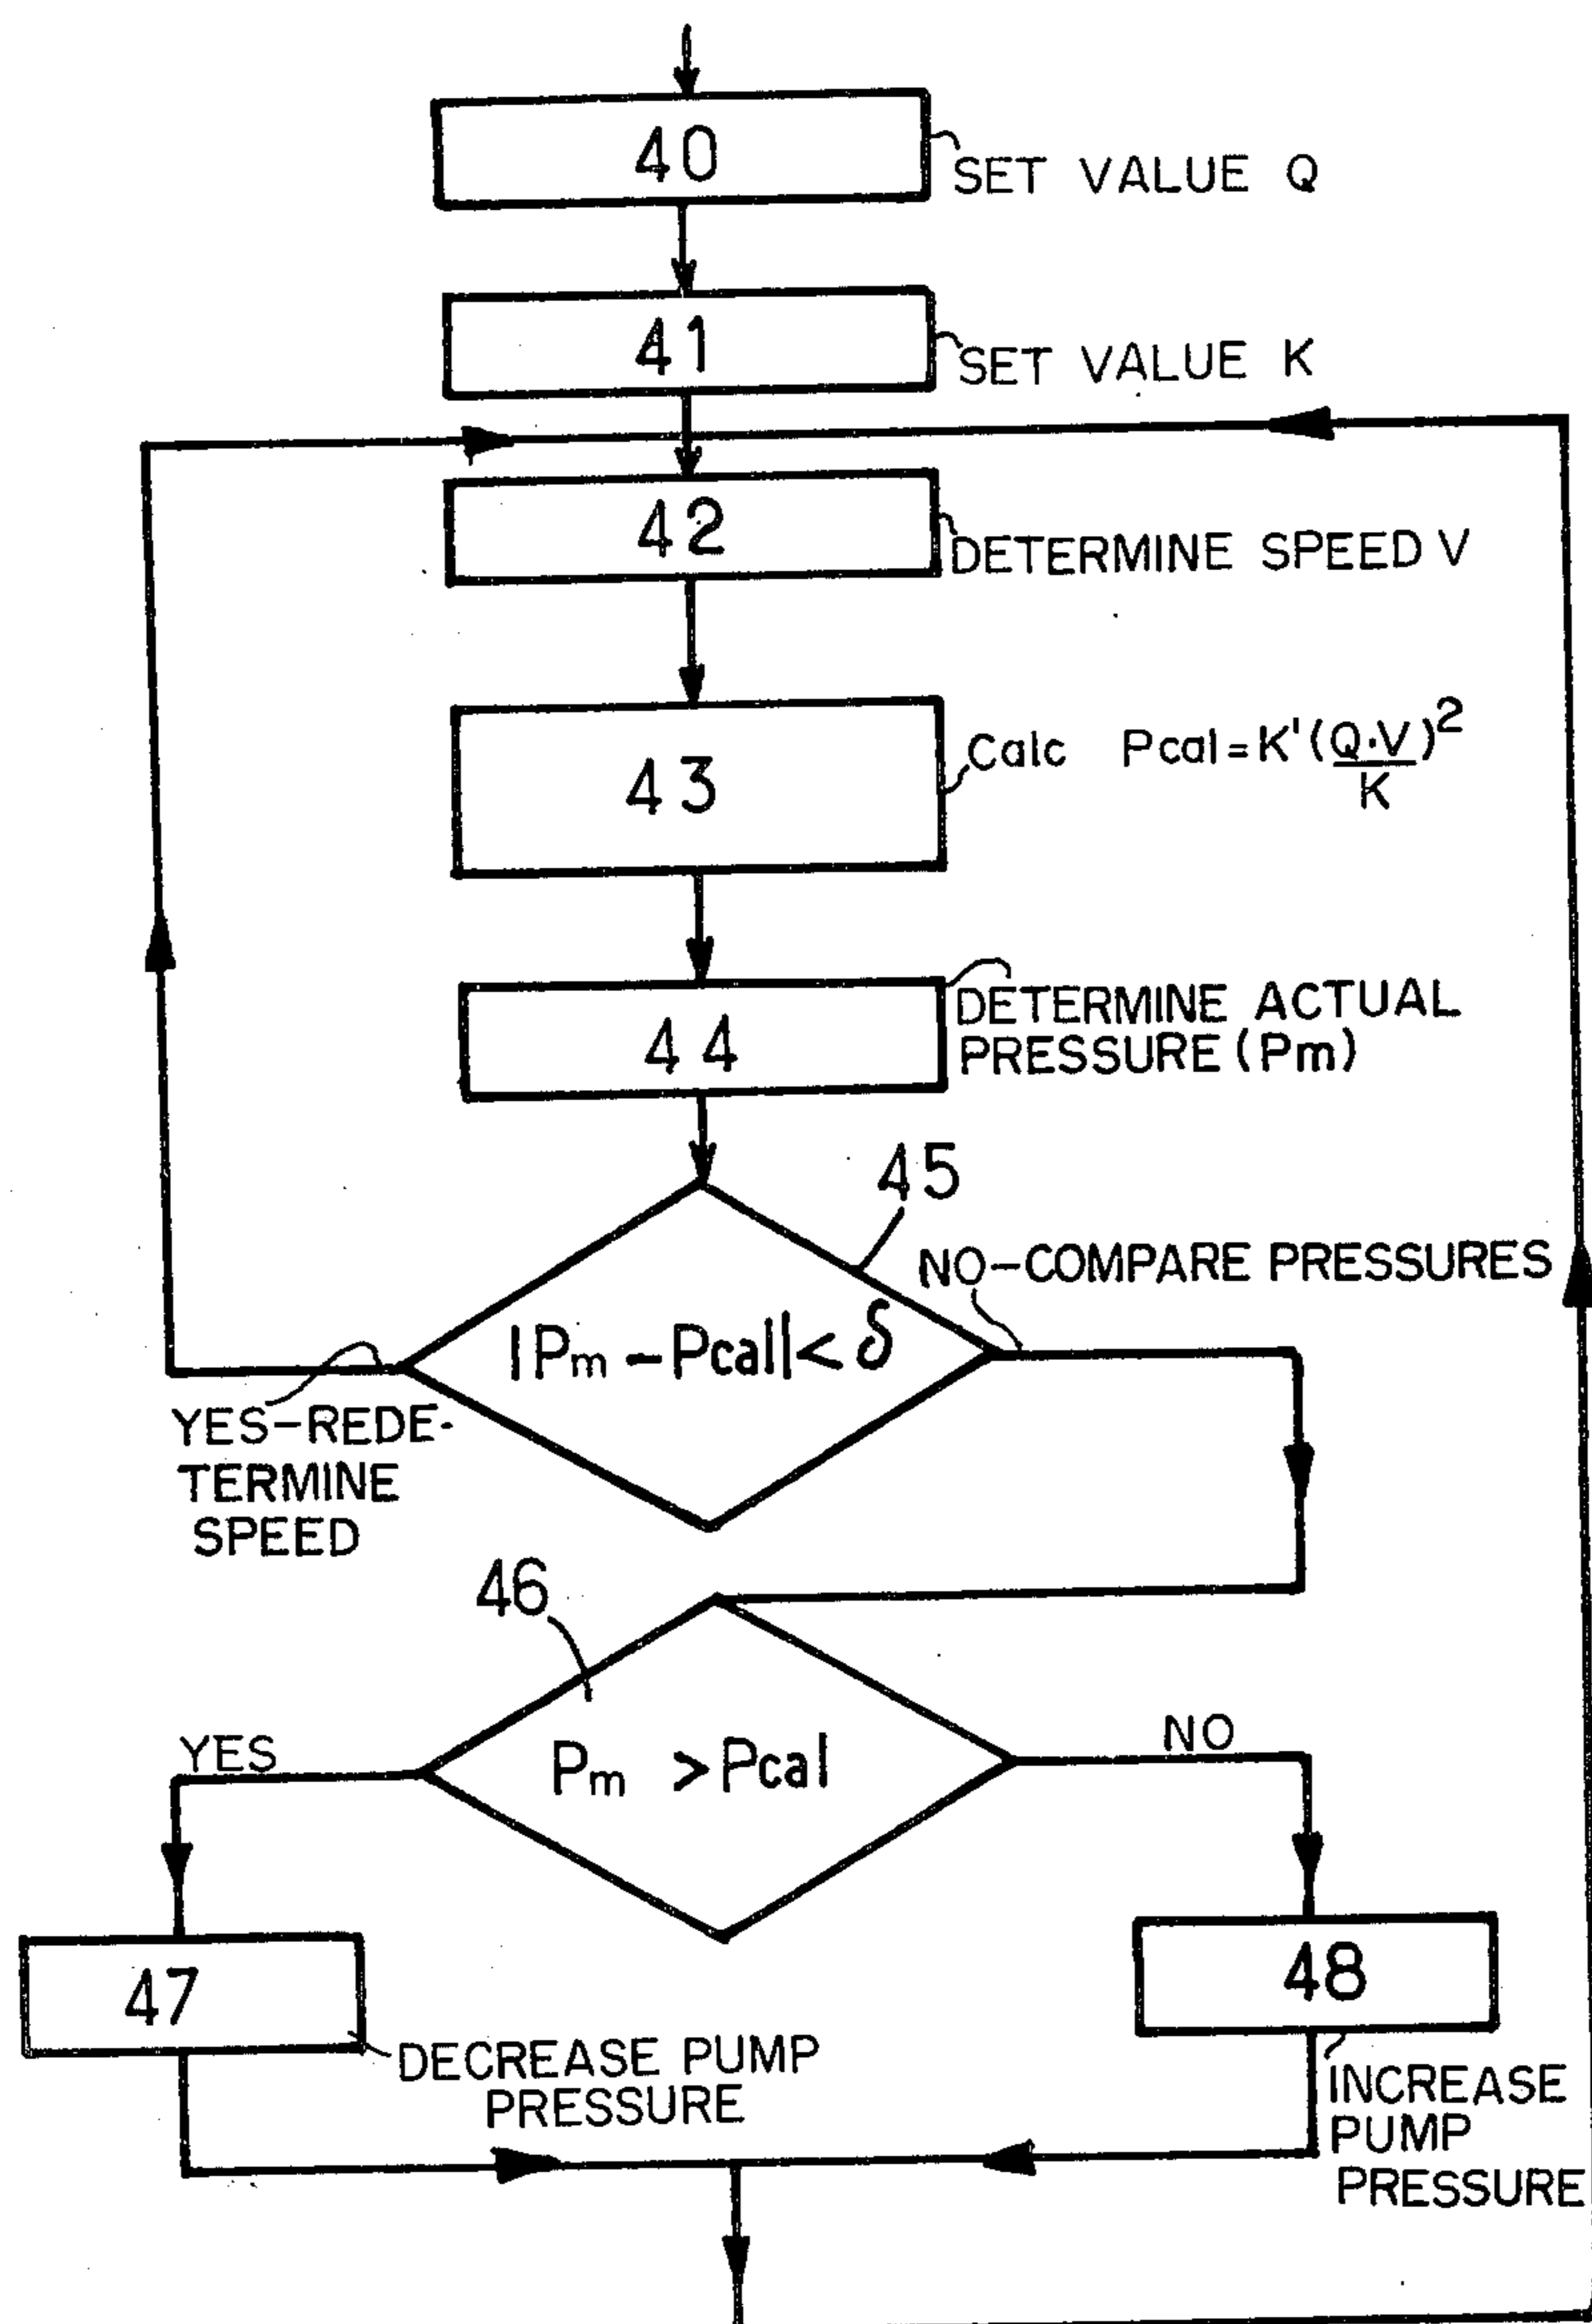 40
SET VALUE Q
41
SET VALUE K
42
DETERMINE SPEED V
43
Calc Pcal = K'(Q·V/K)²
44
DETERMINE ACTUAL
PRESSURE (Pm)
45
NO-COMPARE PRESSURES
|Pm - Pcal| < δ
YES-REDE-
TERMINE
SPEED
46
YES
Pm > Pcal
NO
47
DECREASE PUMP
PRESSURE
48
INCREASE
PUMP
PRESSURE